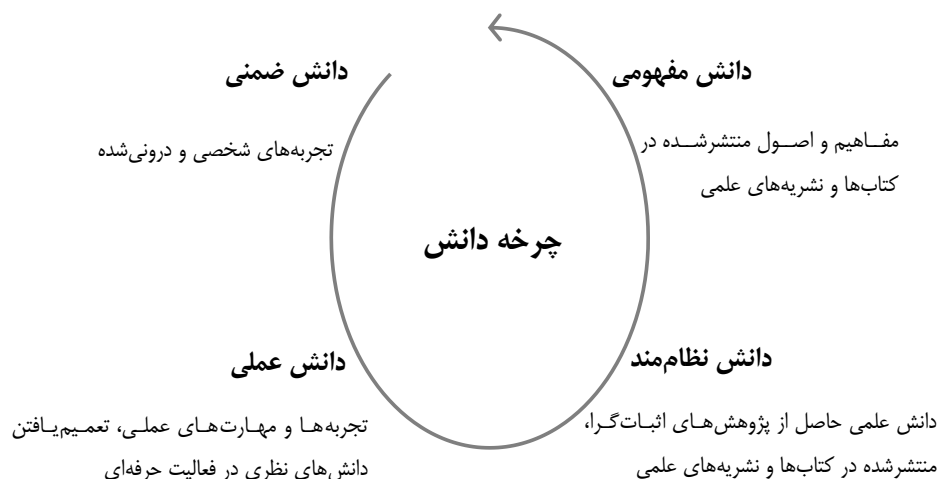 دانش مفهومی
مفاهیم و اصول منتشرشده در
کتاب‌ها و نشریه‌های علمی
دانش ضمنی
تجربه‌های شخصی و درونی‌شده
چرخه دانش
دانش نظام‌مند
دانش علمی حاصل از پژوهش‌های اثبات‌گرا،
منتشرشده در کتاب‌ها و نشریه‌های علمی
دانش عملی
تجربه‌ها و مهارت‌های عملی، تعمیم‌یافتن
دانش‌های نظری در فعالیت حرفه‌ای